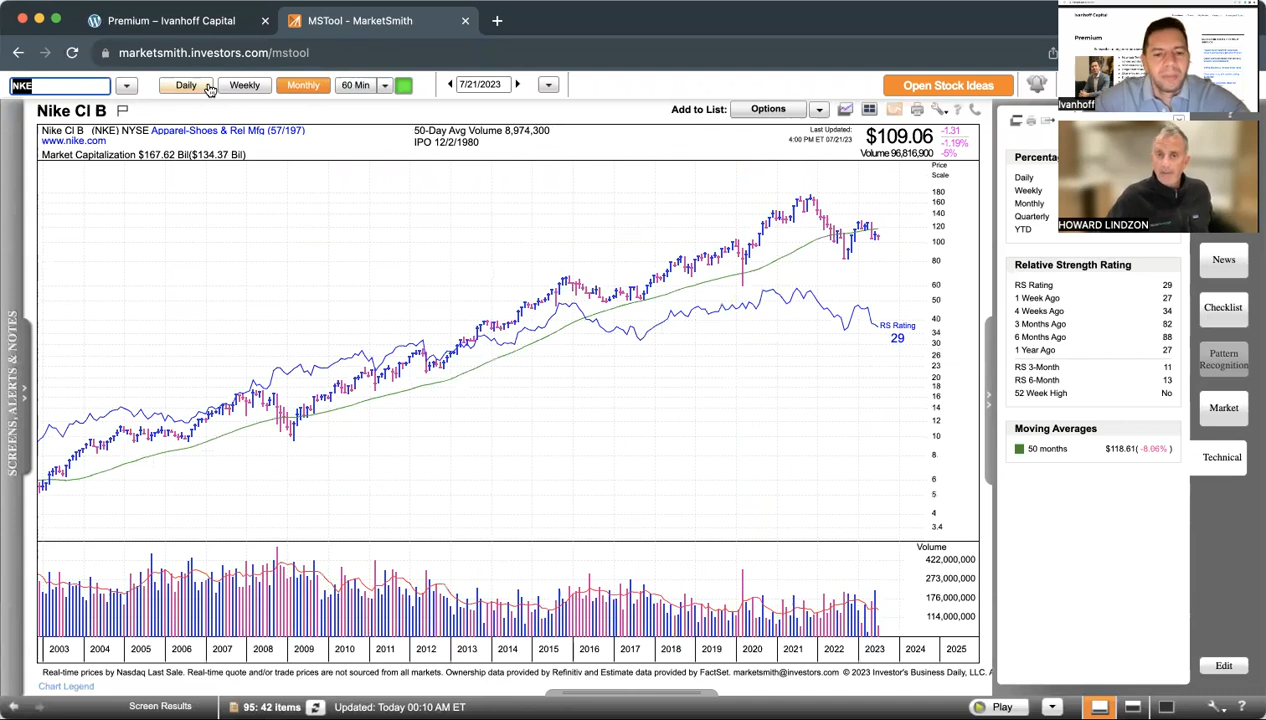 Premium – Ivanhoff Capital
MSTool - MarketSmith
marketsmith.investors.com/mstool
NKE
Daily
Weekly
Monthly
60 Min
7/21/2023
Open Stock Ideas
Nike Cl B
Add to List:
Options
Nike Cl B (NKE) NYSE Apparel-Shoes & Rel Mfg (57/197)
www.nike.com
Market Capitalization $167.62 Bil($134.37 Bil)
50-Day Avg Volume 8,974,300
IPO 12/2/1980
Last Updated:
4:00 PM ET 07/21/23
$109.06
-1.31
-1.19%
Volume 96,816,900
-5%
Price
Scale
180
160
140
120
100
80
60
50
40
34
30
26
23
20
18
16
14
12
10
8
6
5
4
3.4
RS Rating
29
Volume
422,000,000
273,000,000
176,000,000
114,000,000
2003 2004 2005 2006 2007 2008 2009 2010 2011 2012 2013 2014 2015 2016 2017 2018 2019 2020 2021 2022 2023 2024 2025
Real-time prices by Nasdaq Last Sale. Real-time quote and/or trade prices are not sourced from all markets. Ownership data provided by Refinitiv and Estimate data provided by FactSet. marketsmith@investors.com © 2023 Investor's Business Daily, LLC. A
Chart Legend
SCREENS, ALERTS & NOTES
Screen Results
95: 42 items
Updated: Today 00:10 AM ET
Play
Percenta
Daily
Weekly
Monthly
Quarterly
YTD
Relative Strength Rating
RS Rating 29
1 Week Ago 27
4 Weeks Ago 34
3 Months Ago 82
6 Months Ago 88
1 Year Ago 27
RS 3-Month 11
RS 6-Month 13
52 Week High No
Moving Averages
50 months $118.61( -8.06% )
News
Checklist
Pattern
Recognition
Market
Technical
Edit
Ivanhoff Capital
Premium
Ivanhoff
HOWARD LINDZON